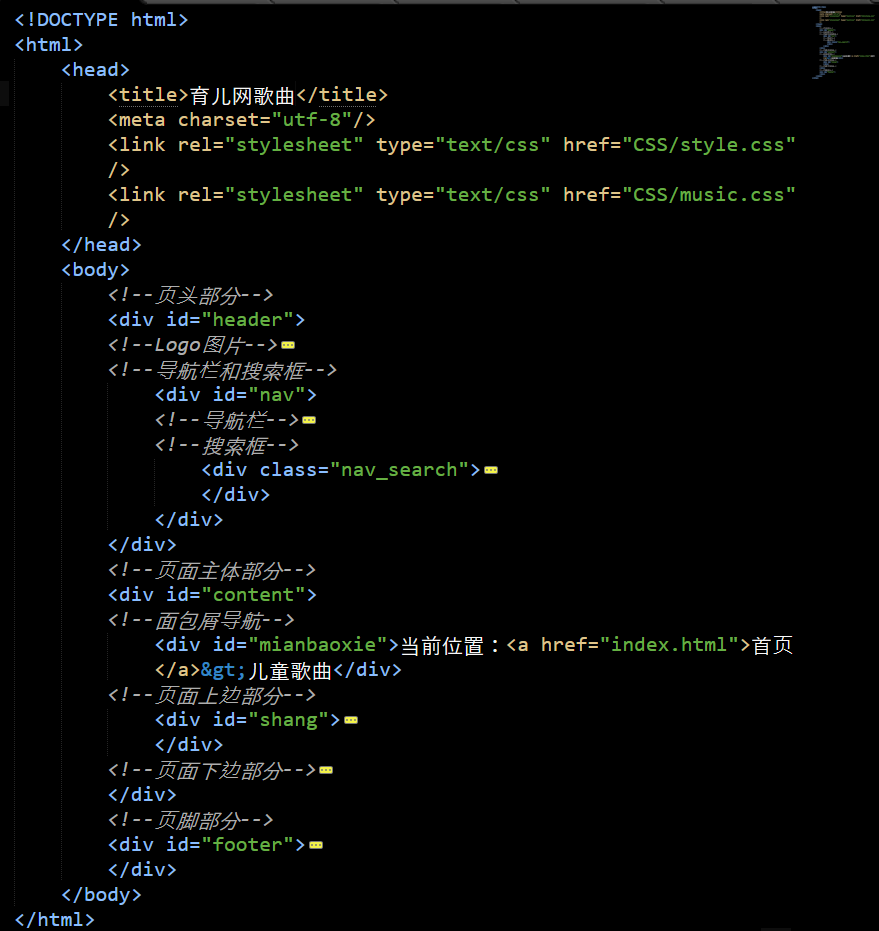 <!DOCTYPE html>
<html>
<head>
<title>育儿网歌曲</title>
<meta charset="utf-8"/>
<link rel="stylesheet" type="text/css" href="CSS/style.css"
/>
<link rel="stylesheet" type="text/css" href="CSS/music.css"
/>
</head>
<body>
<!--页头部分-->
<div id="header">
<!--Logo图片-->
<!--导航栏和搜索框-->
<div id="nav">
<!--导航栏-->
<!--搜索框-->
<div class="nav_search">
</div>
</div>
</div>
<!--页面主体部分-->
<div id="content">
<!--面包屑导航-->
<div id="mianbaoxie">当前位置：<a href="index.html">首页
</a>&gt;儿童歌曲</div>
<!--页面上边部分-->
<div id="shang">
</div>
<!--页面下边部分-->
</div>
<!--页脚部分-->
<div id="footer">
</div>
</body>
</html>